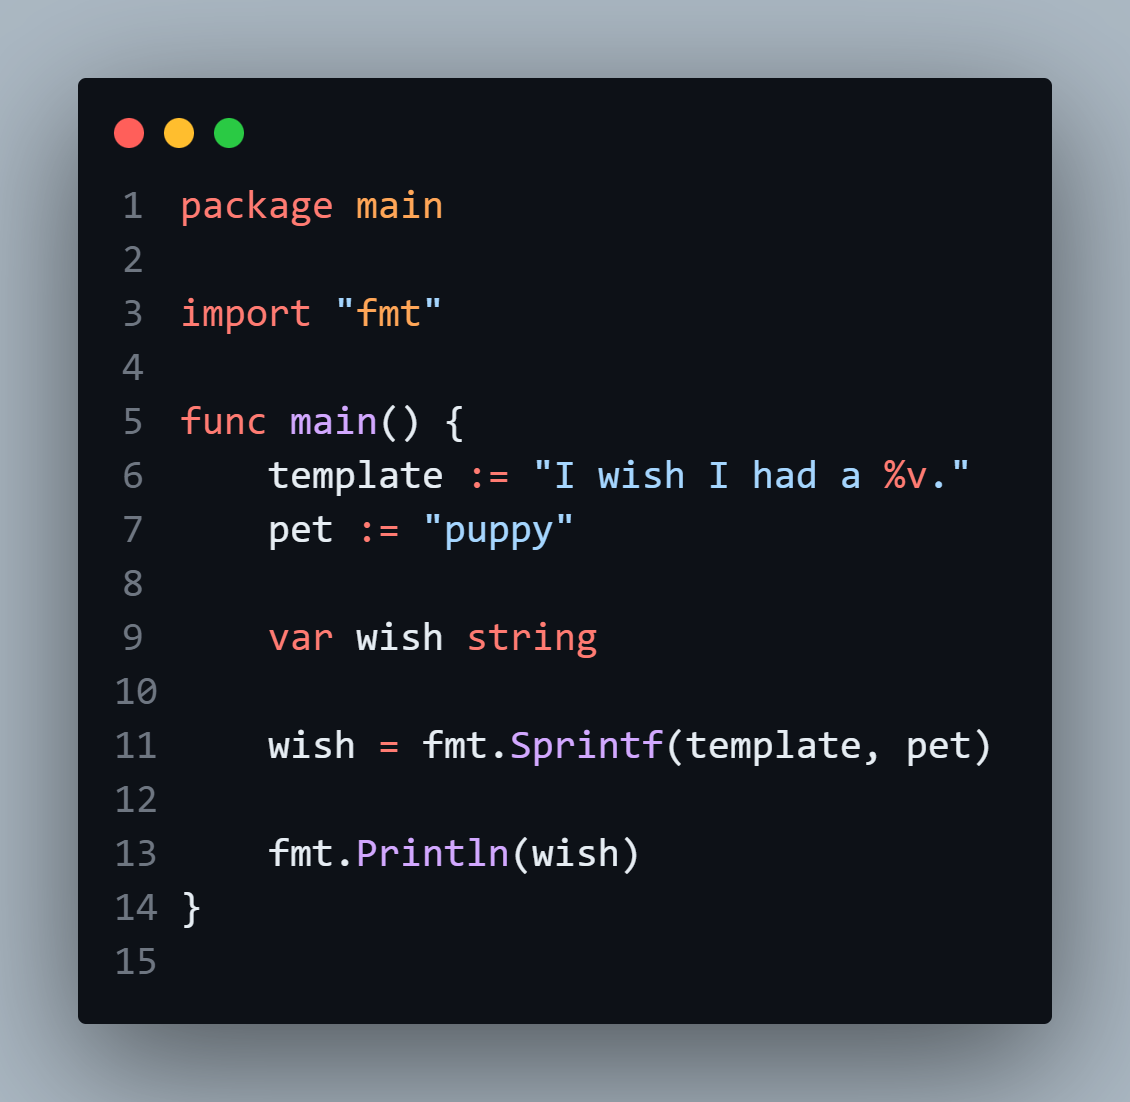 1 package main
2
3 import "fmt"
4
5 func main() {
6     template := "I wish I had a %v."
7     pet := "puppy"
8
9     var wish string
10
11     wish = fmt.Sprintf(template, pet)
12
13     fmt.Println(wish)
14 }
15